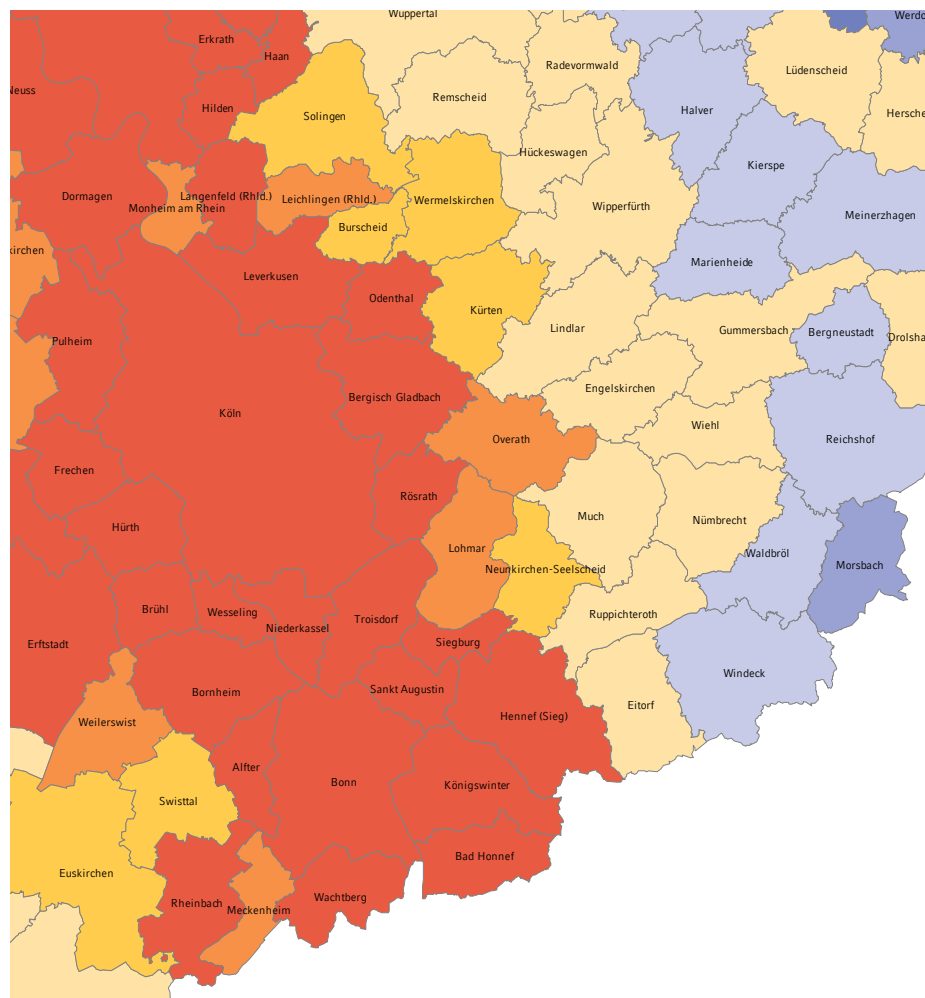 Wuppertal
Werdo
Erkrath
Haan
Radevormwald
Lüdenscheid
Neuss
Remscheid
Hilden
Halver
Hersche
Solingen
Hückeswagen
Kierspe
Dormagen
Langenfeld (Rhld.)
Leichlingen (Rhld.)
Wermelskirchen
Monheim am Rhein
Wipperfürth
Meinerzhagen
Burscheid
kirchen
Marienheide
Leverkusen
Odenthal
Kürten
Lindlar
Gummersbach
Bergneustadt
Drolsha
Pulheim
Engelskirchen
Bergisch Gladbach
Köln
Wiehl
Overath
Reichshof
Frechen
Rösrath
Much
Nümbrecht
Hürth
Lohmar
Waldbröl
Morsbach
Neunkirchen-Seelscheid
Brühl
Wesseling
Ruppichteroth
Troisdorf
Niederkassel
Erftstadt
Siegburg
Windeck
Bornheim
Sankt Augustin
Eitorf
Hennef (Sieg)
Weilerswist
Alfter
Bonn
Königswinter
Swisttal
Bad Honnef
Euskirchen
Wachtberg
Rheinbach
Meckenheim